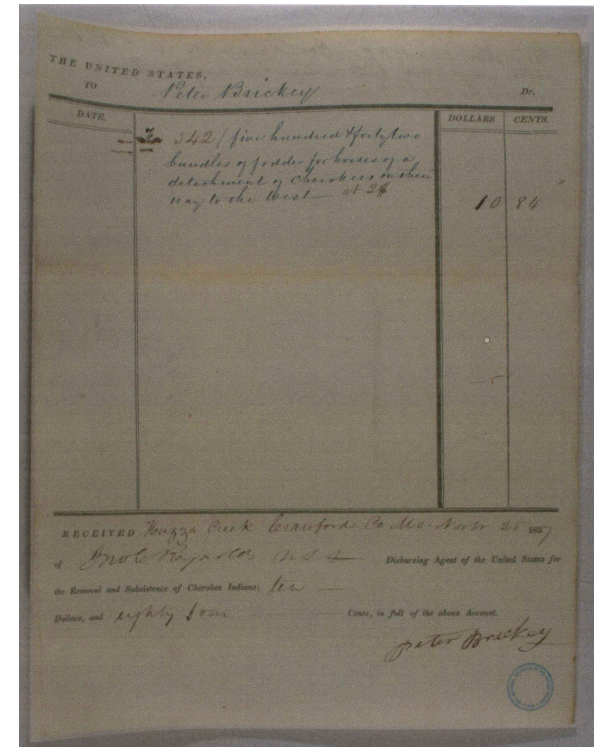 THE UNITED STATES,
TO Peter Brickey Dr.
DATE. DOLLARS CENTS.
For 542 / five hundred & forty two
bundles of fodder for horses of a
detachment of Cherokees on their
way to the West at 2¢ 10 84
RECEIVED Huzza Creek Crawford Co Mo. Novr 25 1837
of Jno C Reynolds Disbursing Agent of the United States for
the Removal and Subsistence of Cherokee Indians, ten
Dollars, and eighty four Cents, in full of the above Account.
Peter Brickey